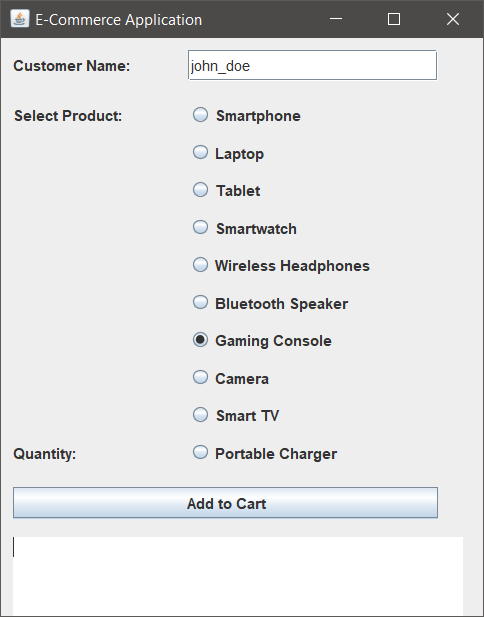 E-Commerce Application
Customer Name: john_doe
Select Product: Smartphone
Laptop
Tablet
Smartwatch
Wireless Headphones
Bluetooth Speaker
Gaming Console
Camera
Smart TV
Quantity: Portable Charger
Add to Cart